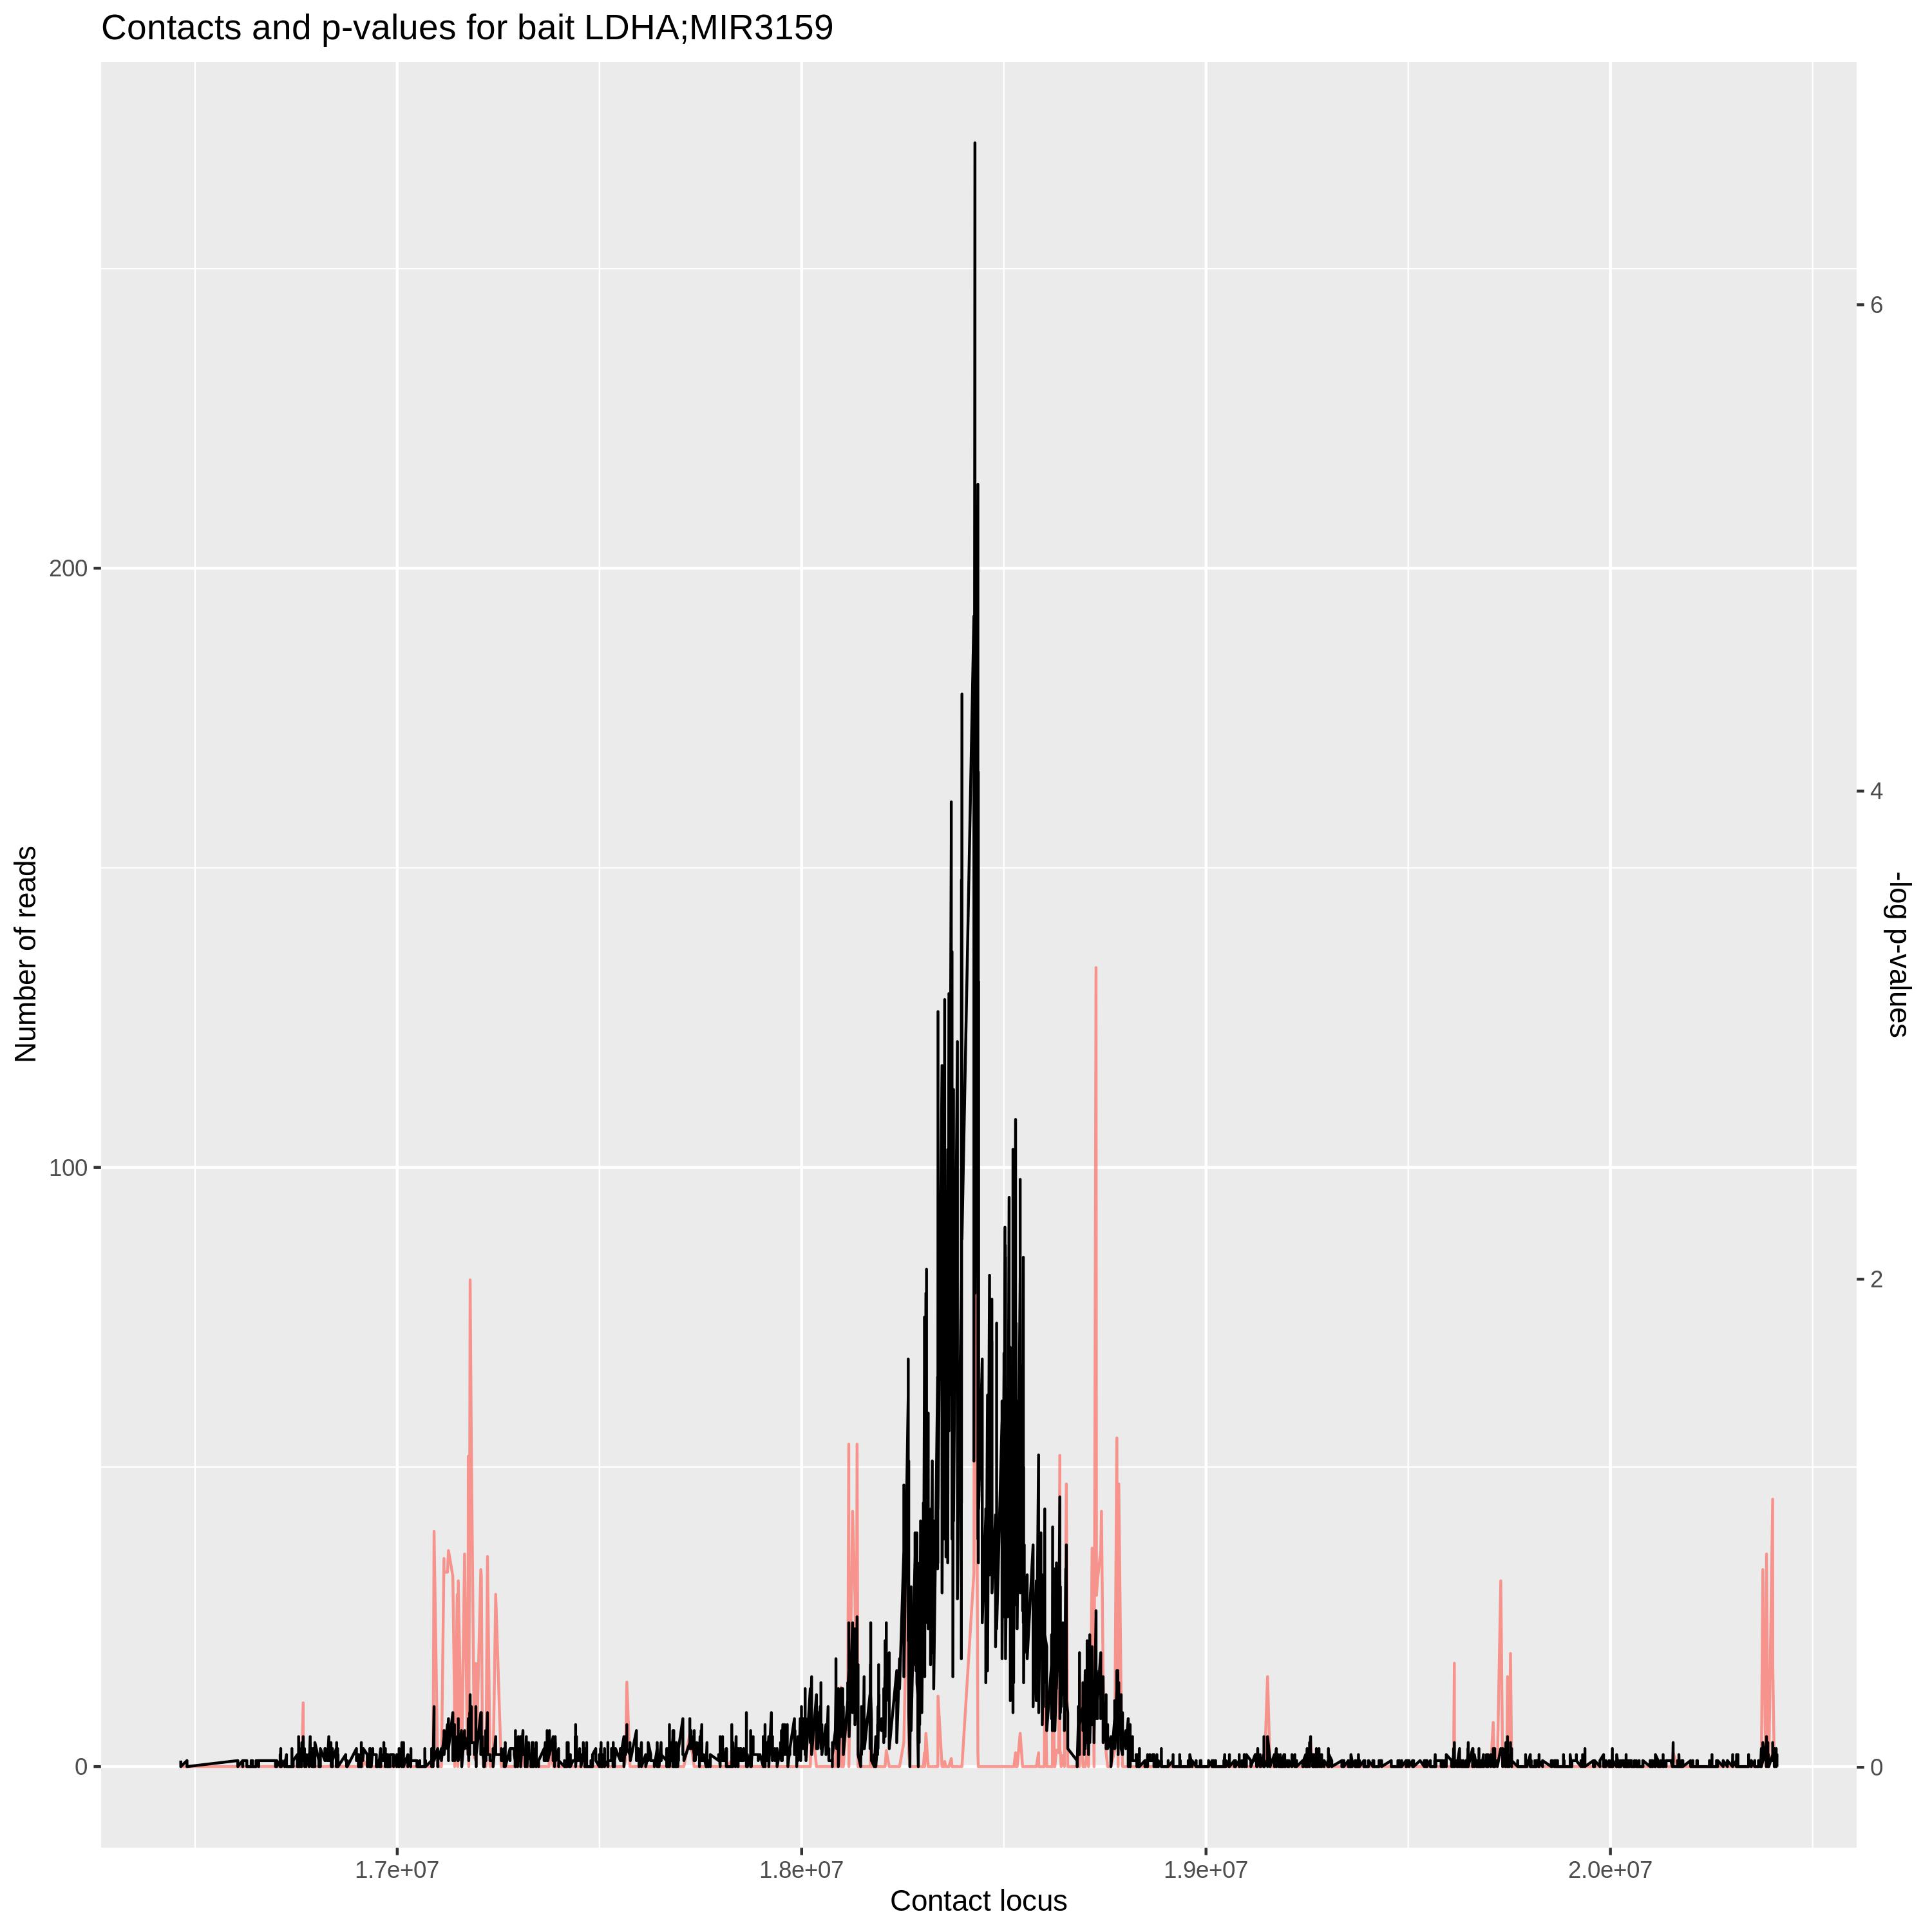 Contacts and p-values for bait LDHA;MIR3159
Number of reads
200
100
0
6
4
2
0
-log p-values
1.7e+07 1.8e+07 1.9e+07 2.0e+07
Contact locus